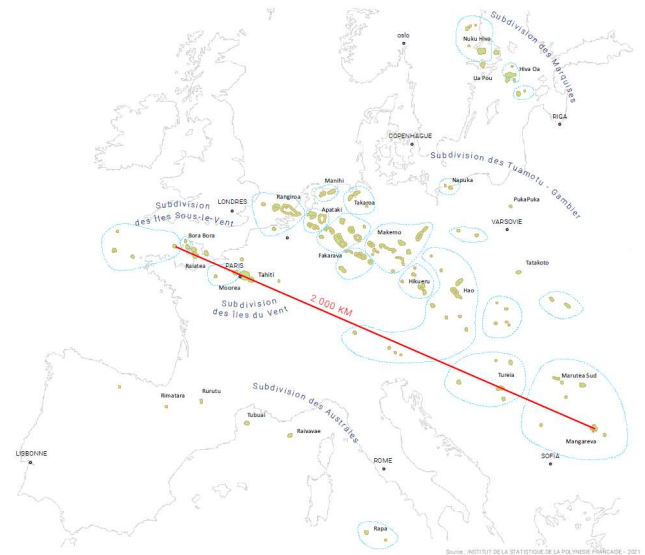 OSLO
Nuku Hiva
Hiva Oa
Ua Pou
Subdivision des Marquises
RIGA
COPENHAGUE
Subdivision des Tuamotu - Gambier
Napuka
PukaPuka
VARSOVIE
Manihi
Rangiroa
Takaroa
Apataki
Makemo
Fakarava
Hikueru
Hao
Tatakoto
LONDRES
Subdivision
des Îles Sous-le-Vent
Bora Bora
Raiatea
PARIS
Tahiti
Moorea
Subdivision
des Îles du Vent
2 000 KM
Tureia
Marutea Sud
Mangareva
SOFIA
Subdivision des Australes
Rimatara
Rurutu
Tubuai
Raivavae
LISBONNE
ROME
Rapa
Source : INSTITUT DE LA STATISTIQUE DE LA POLYNESIE FRANCAISE - 2021